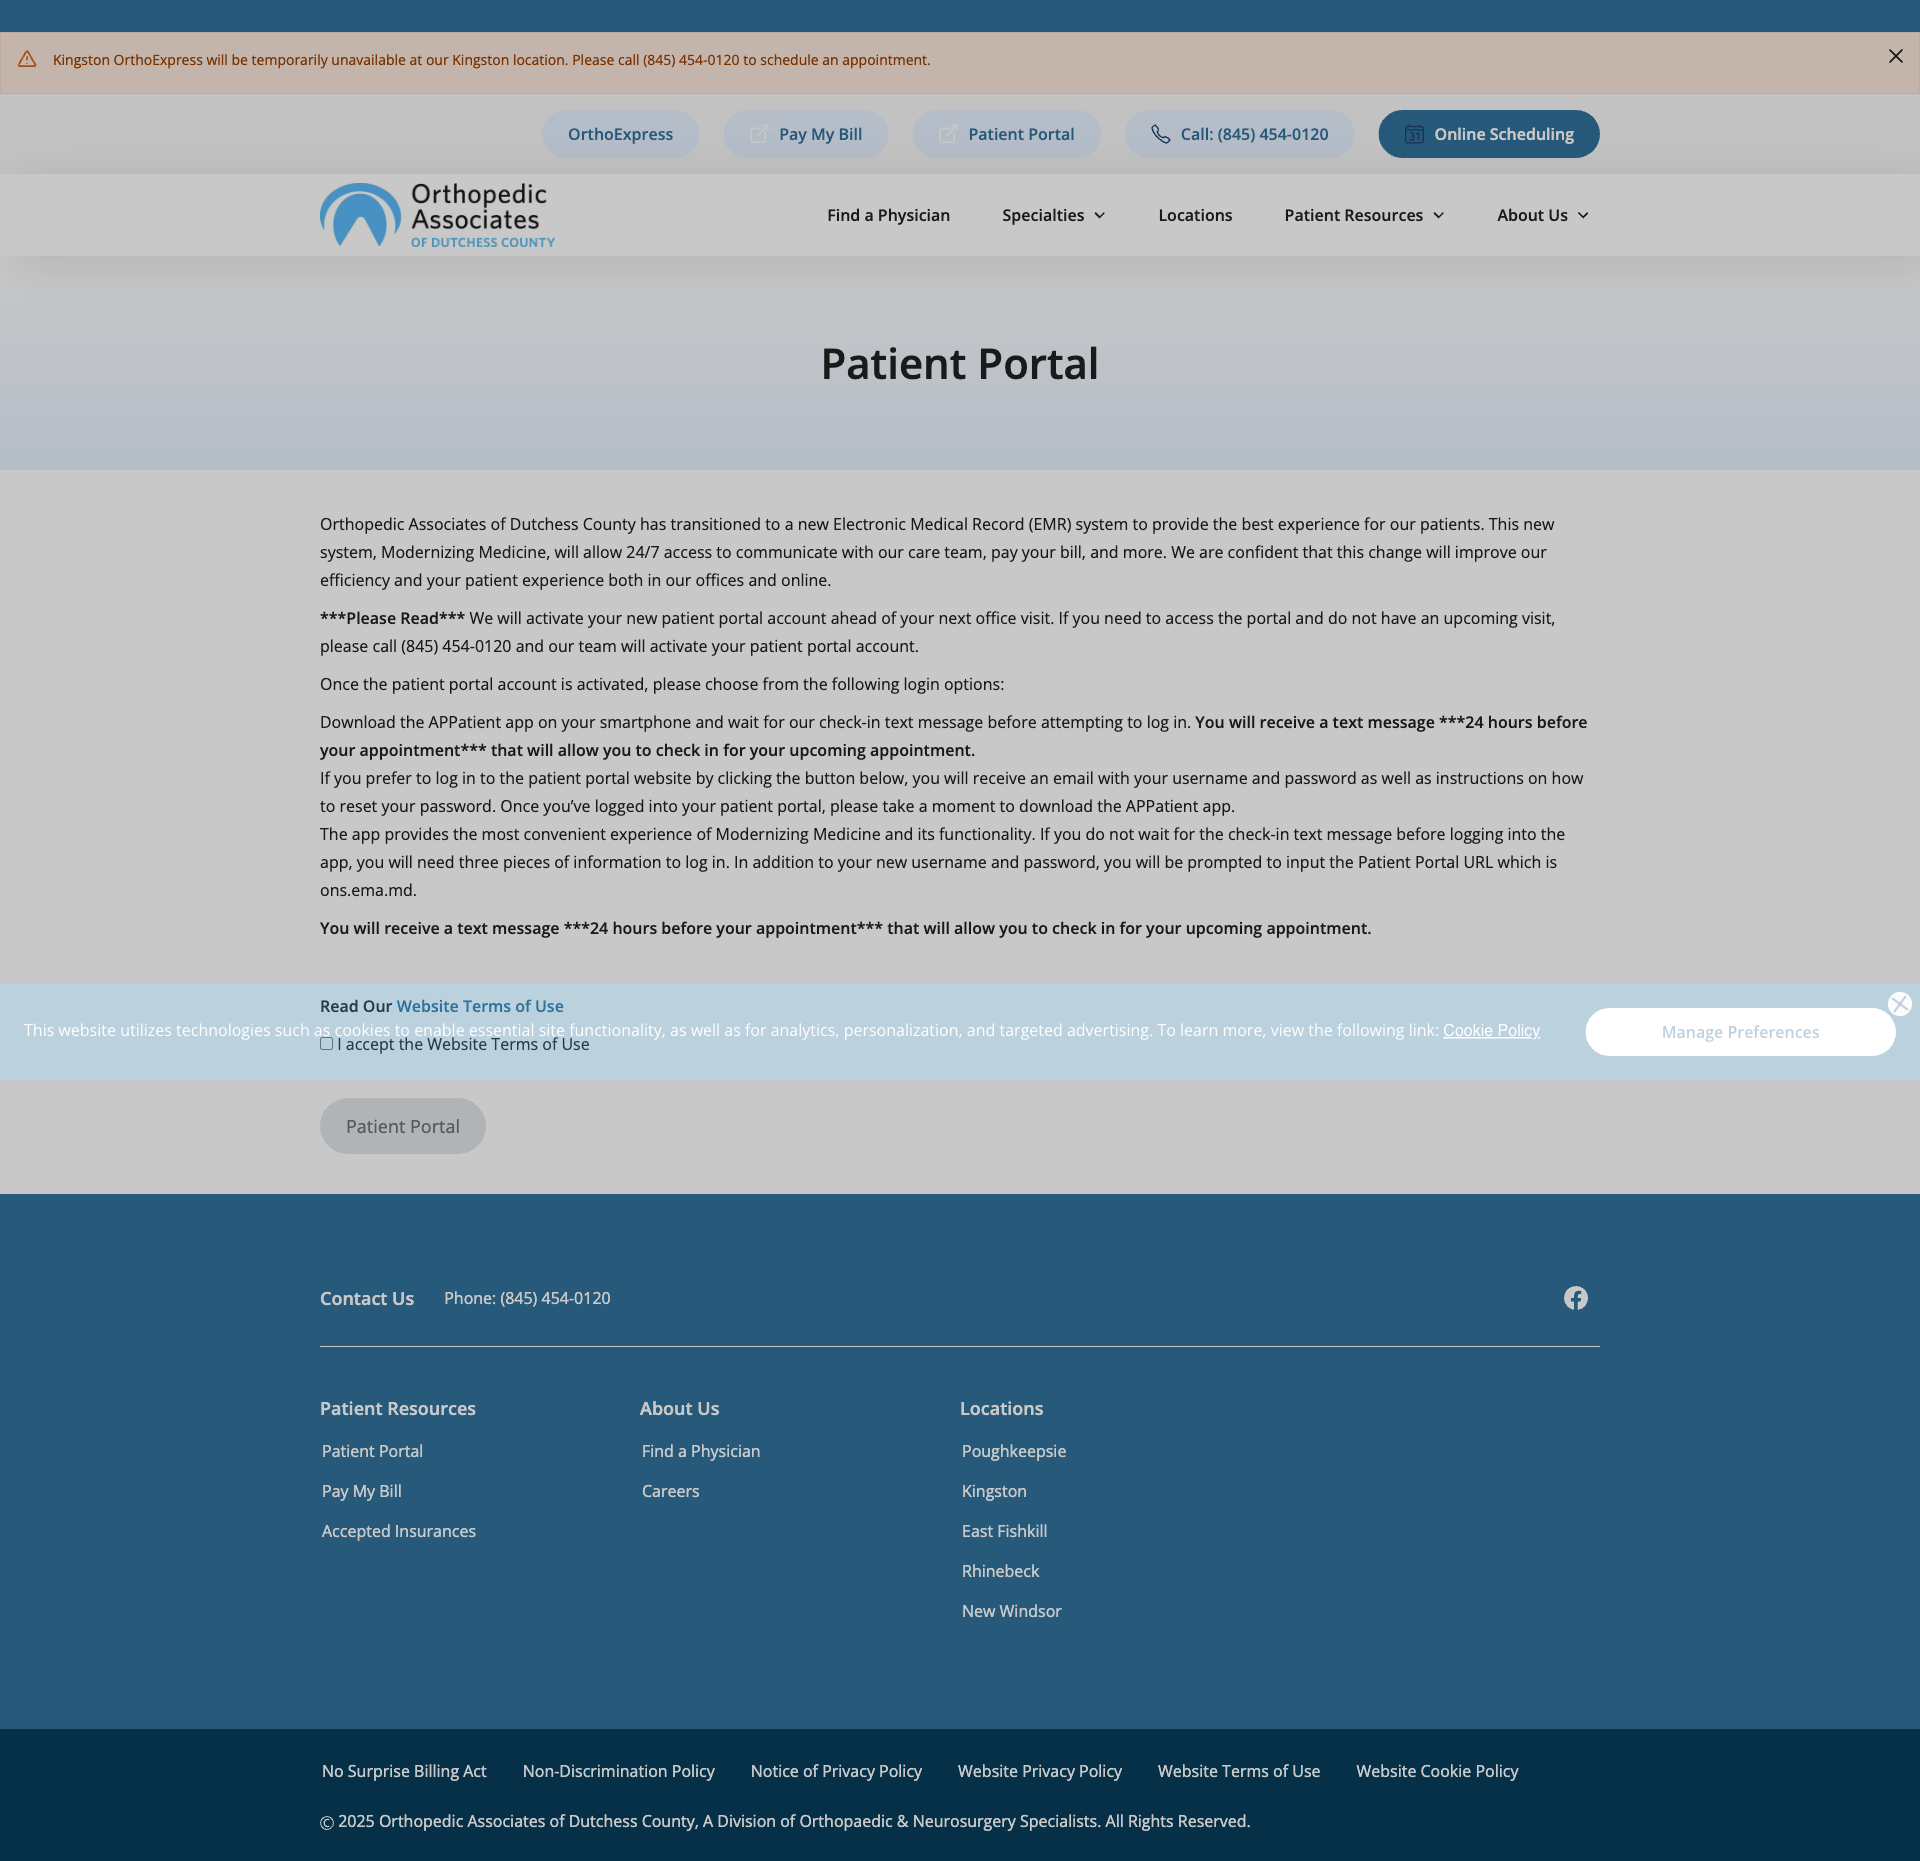 Kingston OrthoExpress will be temporarily unavailable at our Kingston location. Please call (845) 454-0120 to schedule an appointment.
OrthoExpress
Pay My Bill
Patient Portal
Call: (845) 454-0120
31
Online Scheduling
Orthopedic
Associates
OF DUTCHESS COUNTY
Find a Physician
Specialties
Locations
Patient Resources
About Us
Patient Portal
Orthopedic Associates of Dutchess County has transitioned to a new Electronic Medical Record (EMR) system to provide the best experience for our patients. This new
system, Modernizing Medicine, will allow 24/7 access to communicate with our care team, pay your bill, and more. We are confident that this change will improve our
efficiency and your patient experience both in our offices and online.
***Please Read*** We will activate your new patient portal account ahead of your next office visit. If you need to access the portal and do not have an upcoming visit,
please call (845) 454-0120 and our team will activate your patient portal account.
Once the patient portal account is activated, please choose from the following login options:
Download the APPatient app on your smartphone and wait for our check-in text message before attempting to log in. You will receive a text message ***24 hours before
your appointment*** that will allow you to check in for your upcoming appointment.
If you prefer to log in to the patient portal website by clicking the button below, you will receive an email with your username and password as well as instructions on how
to reset your password. Once you’ve logged into your patient portal, please take a moment to download the APPatient app.
The app provides the most convenient experience of Modernizing Medicine and its functionality. If you do not wait for the check-in text message before logging into the
app, you will need three pieces of information to log in. In addition to your new username and password, you will be prompted to input the Patient Portal URL which is
ons.ema.md.
You will receive a text message ***24 hours before your appointment*** that will allow you to check in for your upcoming appointment.
Read Our Website Terms of Use
This website utilizes technologies such as cookies to enable essential site functionality, as well as for analytics, personalization, and targeted advertising. To learn more, view the following link: Cookie Policy
Manage Preferences
I accept the Website Terms of Use
Patient Portal
Contact Us
Phone: (845) 454-0120
Patient Resources
Patient Portal
Pay My Bill
Accepted Insurances
About Us
Find a Physician
Careers
Locations
Poughkeepsie
Kingston
East Fishkill
Rhinebeck
New Windsor
No Surprise Billing Act
Non-Discrimination Policy
Notice of Privacy Policy
Website Privacy Policy
Website Terms of Use
Website Cookie Policy
© 2025 Orthopedic Associates of Dutchess County, A Division of Orthopaedic & Neurosurgery Specialists. All Rights Reserved.